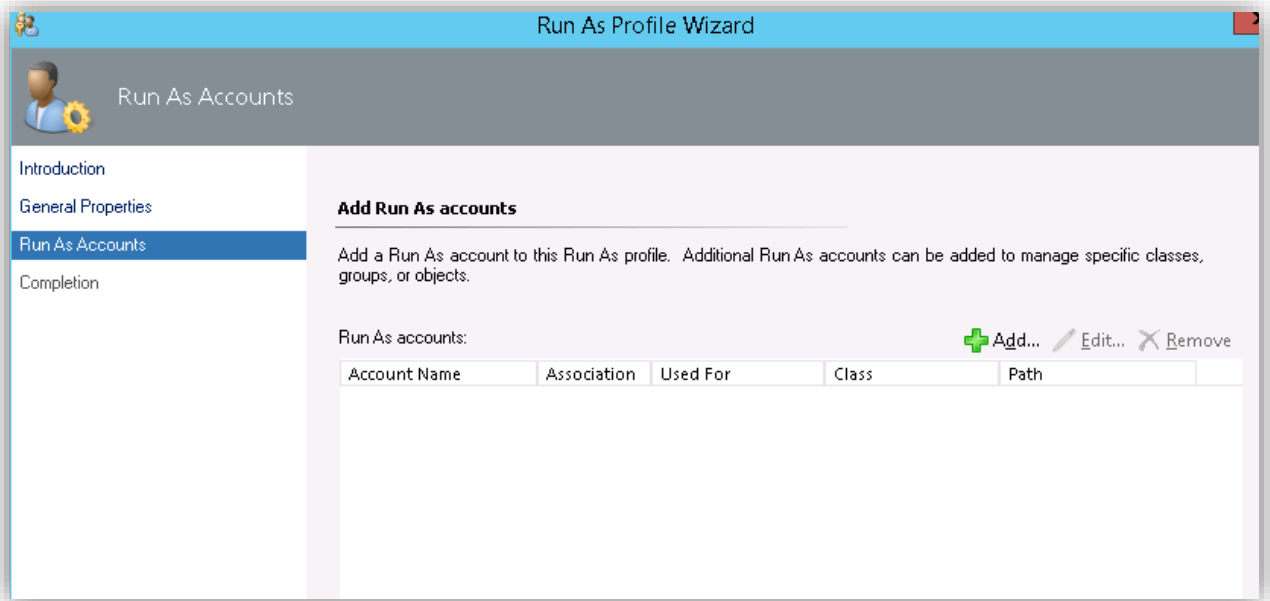 Run As Profile Wizard
Run As Accounts
Introduction
General Properties
Run As Accounts
Completion
Add Run As accounts
Add a Run As account to this Run As profile. Additional Run As accounts can be added to manage specific classes,
groups, or objects.
Run As accounts:
Add... Edit... Remove
Account Name Association Used For Class Path